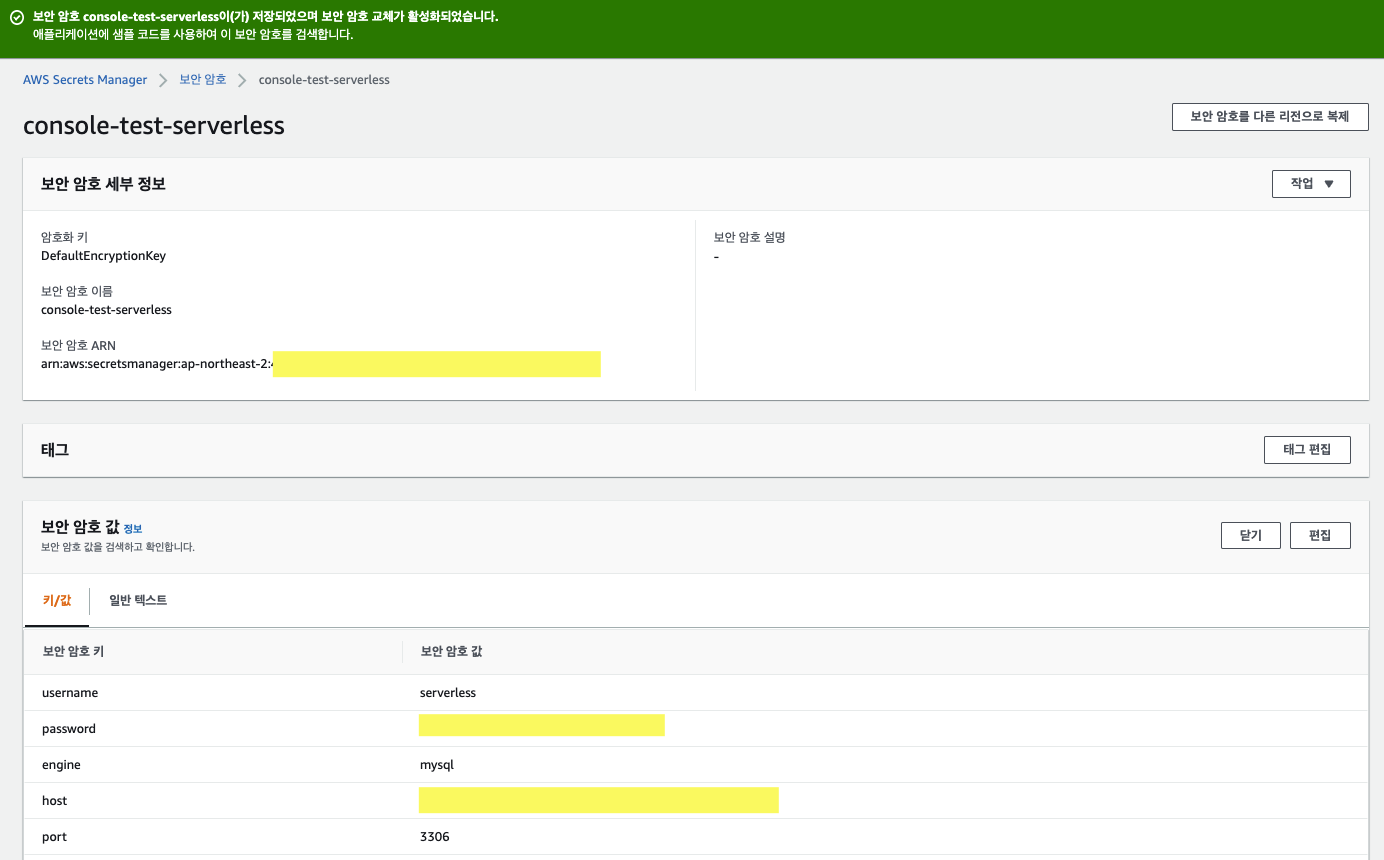 보안 암호 console-test-serverless이(가) 저장되었으며 보안 암호 교체가 활성화되었습니다.
애플리케이션에 샘플 코드를 사용하여 이 보안 암호를 검색합니다.
AWS Secrets Manager > 보안 암호 > console-test-serverless
console-test-serverless
보안 암호를 다른 리전으로 복제
보안 암호 세부 정보
작업 ▼
암호화 키
DefaultEncryptionKey
보안 암호 이름
console-test-serverless
보안 암호 ARN
arn:aws:secretsmanager:ap-northeast-2:
보안 암호 설명
-
태그
태그 편집
보안 암호 값 정보
보안 암호 값을 검색하고 확인합니다.
닫기
편집
키/값
일반 텍스트
보안 암호 키
보안 암호 값
username
serverless
password
engine
mysql
host
port
3306